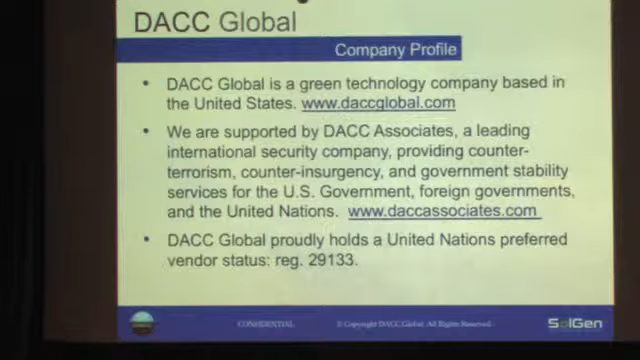 DACC Global
Company Profile
• DACC Global is a green technology company based in
the United States. www.daccglobal.com
• We are supported by DACC Associates, a leading
international security company, providing counter-
terrorism, counter-insurgency, and government stability
services for the U.S. Government, foreign governments,
and the United Nations. www.daccassociates.com
• DACC Global proudly holds a United Nations preferred
vendor status: reg. 29133.
CONFIDENTIAL © Copyright DACC Global. All Rights Reserved. SolGen